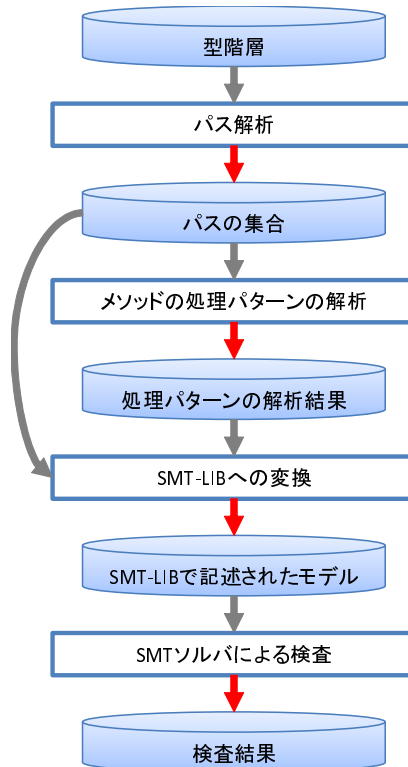 型階層
パス解析
パスの集合
メソッドの処理パターンの解析
処理パターンの解析結果
SMT-LIBへの変換
SMT-LIBで記述されたモデル
SMTソルバによる検査
検査結果